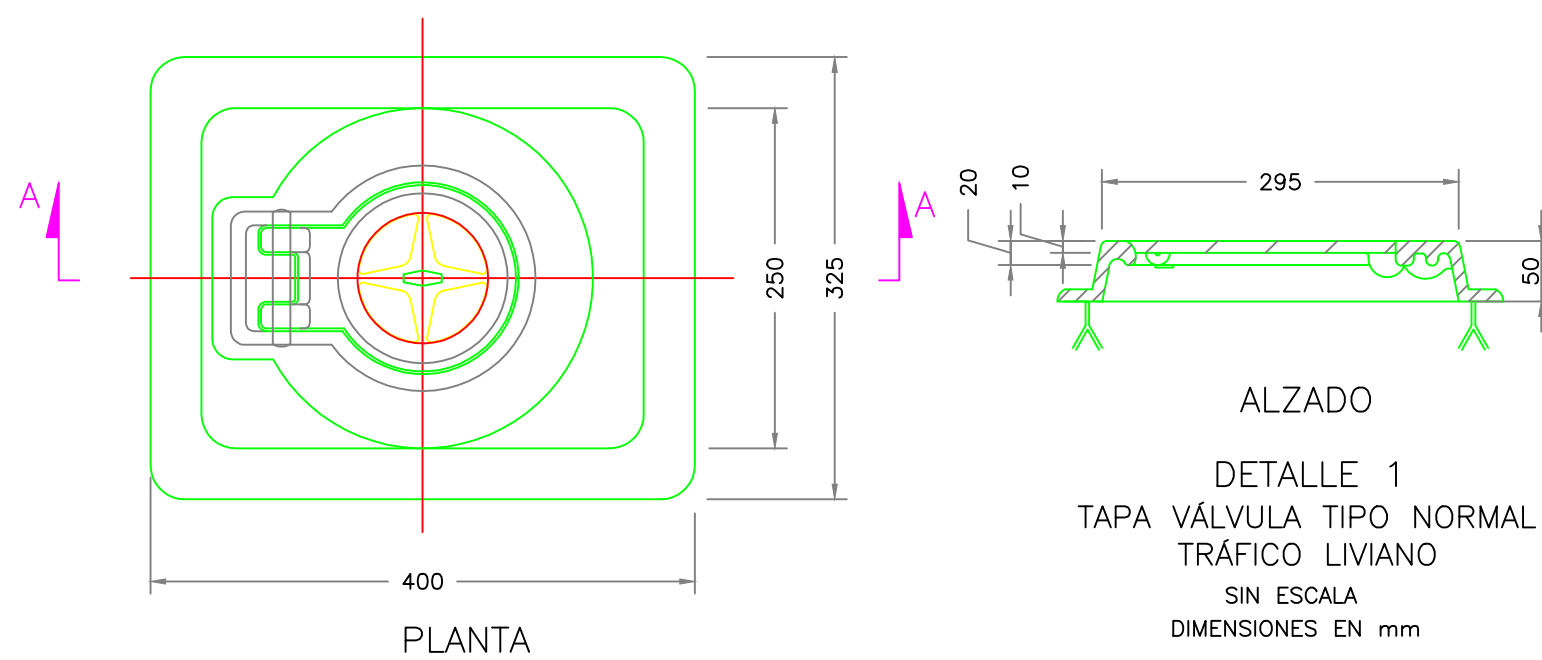 A
A
250
325
400
PLANTA
20
10
295
50
ALZADO
DETALLE 1
TAPA VÁLVULA TIPO NORMAL
TRÁFICO LIVIANO
SIN ESCALA
DIMENSIONES EN mm